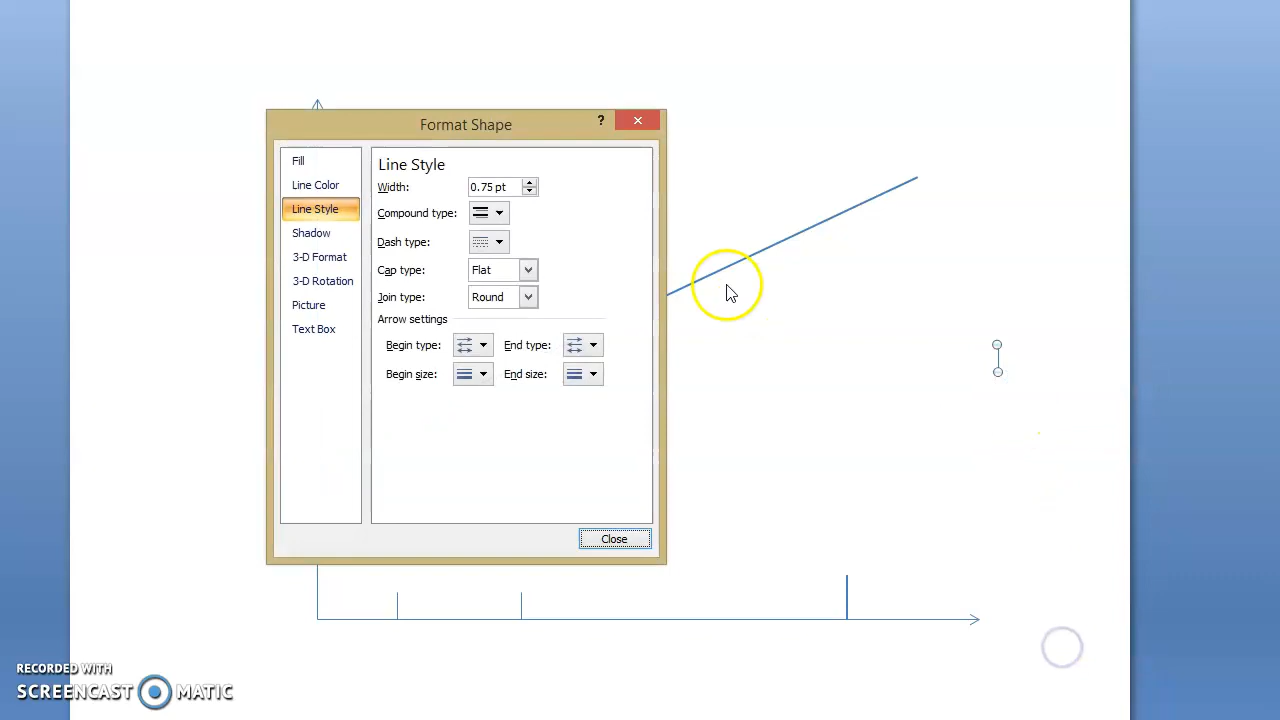 Format Shape
?
Fill
Line Color
Line Style
Shadow
3-D Format
3-D Rotation
Picture
Text Box
Line Style
Width: 0.75 pt
Compound type:
Dash type:
Cap type: Flat
Join type: Round
Arrow settings
Begin type: End type:
Begin size: End size:
Close
RECORDED WITH
SCREENCAST MATIC